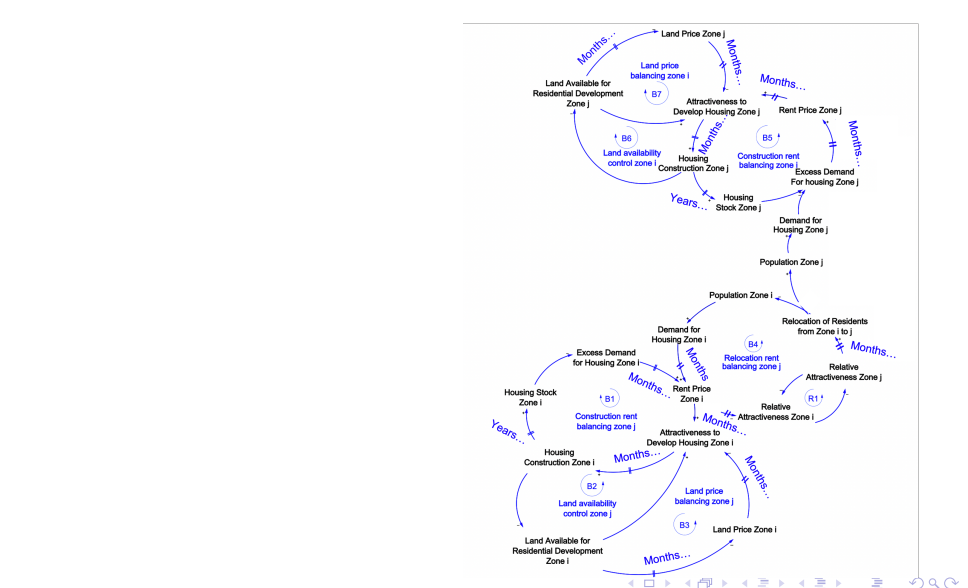 Land Price Zone j
Months...
Months...
Land price
balancing zone i
Months...
Land Available for
Residential Development
Zone j
B7
Attractiveness to
Develop Housing Zone j
Rent Price Zone j
Months...
Months...
B6
B5
Land availability
control zone i
Housing
Construction Zone j
Construction rent
balancing zone j
Excess Demand
For housing Zone j
Years...
Housing
Stock Zone j
Demand for
Housing Zone j
Population Zone j
Population Zone i
Relocation of Residents
from Zone i to j
Demand for
Housing Zone i
B4
Months...
Relocation rent
balancing zone j
Excess Demand
for Housing Zone i
Months
Relative
Attractiveness Zone j
Months...
Rent Price
Zone i
Housing Stock
Zone i
B1
R1
Relative
Attractiveness Zone i
Construction rent
balancing zone j
Months...
Years...
Attractiveness to
Develop Housing Zone i
Housing
Construction Zone i
Months...
Months...
B2
Land price
balancing zone j
Land availability
control zone j
B3
Land Price Zone i
Land Available for
Residential Development
Zone i
Months...